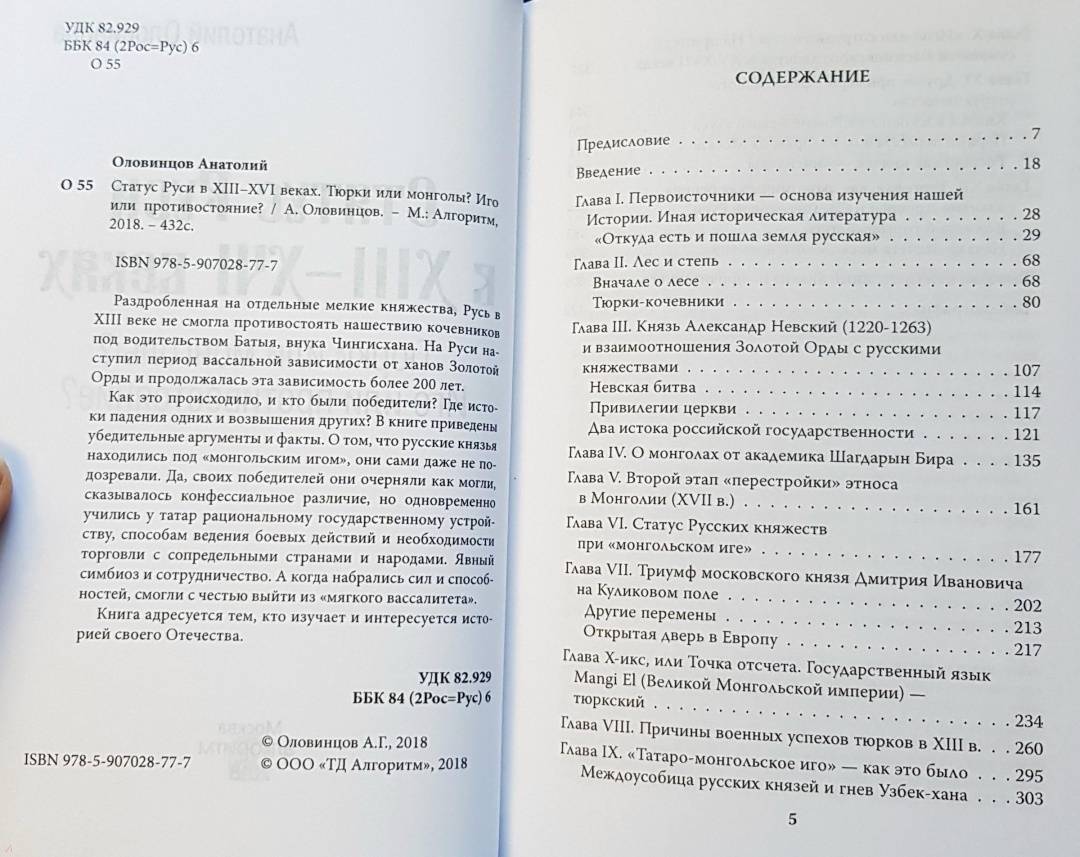 УДК 82.929
ББК 84 (2Рос=Рус) 6
О 55
Оловинцов Анатолий
О 55 Статус Руси в XIII–XVI веках. Тюрки или монголы? Иго
или противостояние? / А. Оловинцов. – М.: Алгоритм,
2018. – 432с.
ISBN 978-5-907028-77-7
Раздробленная на отдельные мелкие княжества, Русь в
XIII веке не смогла противостоять нашествию кочевников
под водительством Батыя, внука Чингисхана. На Руси на-
ступил период вассальной зависимости от ханов Золотой
Орды и продолжалась эта зависимость более 200 лет.
Как это происходило, и кто были победители? Где исто-
ки падения одних и возвышения других? В книге приведены
убедительные аргументы и факты. О том, что русские князья
находились под «монгольским игом», они сами даже не по-
дозревали. Да, своих победителей они очерняли как могли,
сказывалось конфессиальное различие, но одновременно
учились у татар рациональному государственному устрой-
ству, способам ведения боевых действий и необходимости
торговли с сопредельными странами и народами. Явный
симбиоз и сотрудничество. А когда набрались сил и способ-
ностей, смогли с честью выйти из «мягкого вассалитета».
Книга адресуется тем, кто изучает и интересуется исто-
рией своего Отечества.
УДК 82.929
ББК 84 (2Рос=Рус) 6
© Оловинцов А.Г., 2018
ISBN 978-5-907028-77-7 © ООО «ТД Алгоритм», 2018
СОДЕРЖАНИЕ
Предисловие . . . . . . . . . . . . . . . . . . . . . . . . 7
Введение . . . . . . . . . . . . . . . . . . . . . . . . . 18
Глава I. Первоисточники — основа изучения нашей
Истории. Иная историческая литература . . . . . . . . 28
«Откуда есть и пошла земля русская» . . . . . . . . . 29
Глава II. Лес и степь . . . . . . . . . . . . . . . . . . 68
Вначале о лесе . . . . . . . . . . . . . . . . . . . . 68
Тюрки-кочевники . . . . . . . . . . . . . . . . . . . 80
Глава III. Князь Александр Невский (1220-1263)
и взаимоотношения Золотой Орды с русскими
княжествами . . . . . . . . . . . . . . . . . . . . . 107
Невская битва . . . . . . . . . . . . . . . . . . . . 114
Привилегии церкви . . . . . . . . . . . . . . . . . . 117
Два истока российской государственности . . . . . . . 121
Глава IV. О монголах от академика Шагдарын Бира . . . . 135
Глава V. Второй этап «перестройки» этноса
в Монголии (XVII в.) . . . . . . . . . . . . . . . . 161
Глава VI. Статус Русских княжеств
при «монгольском иге» . . . . . . . . . . . . . . . . 177
Глава VII. Триумф московского князя Дмитрия Ивановича
на Куликовом поле . . . . . . . . . . . . . . . . . . 202
Другие перемены . . . . . . . . . . . . . . . . . . . 213
Открытая дверь в Европу . . . . . . . . . . . . . . . 217
Глава X-икс, или Точка отсчета. Государственный язык
Mangi El (Великой Монгольской империи) —
тюркский . . . . . . . . . . . . . . . . . . . . . . 234
Глава VIII. Причины военных успехов тюрков в XIII в. . . 260
Глава IX. «Татаро-монгольское иго» — как это было . . . 295
Междоусобица русских князей и гнев Узбек-хана . . . 303
5